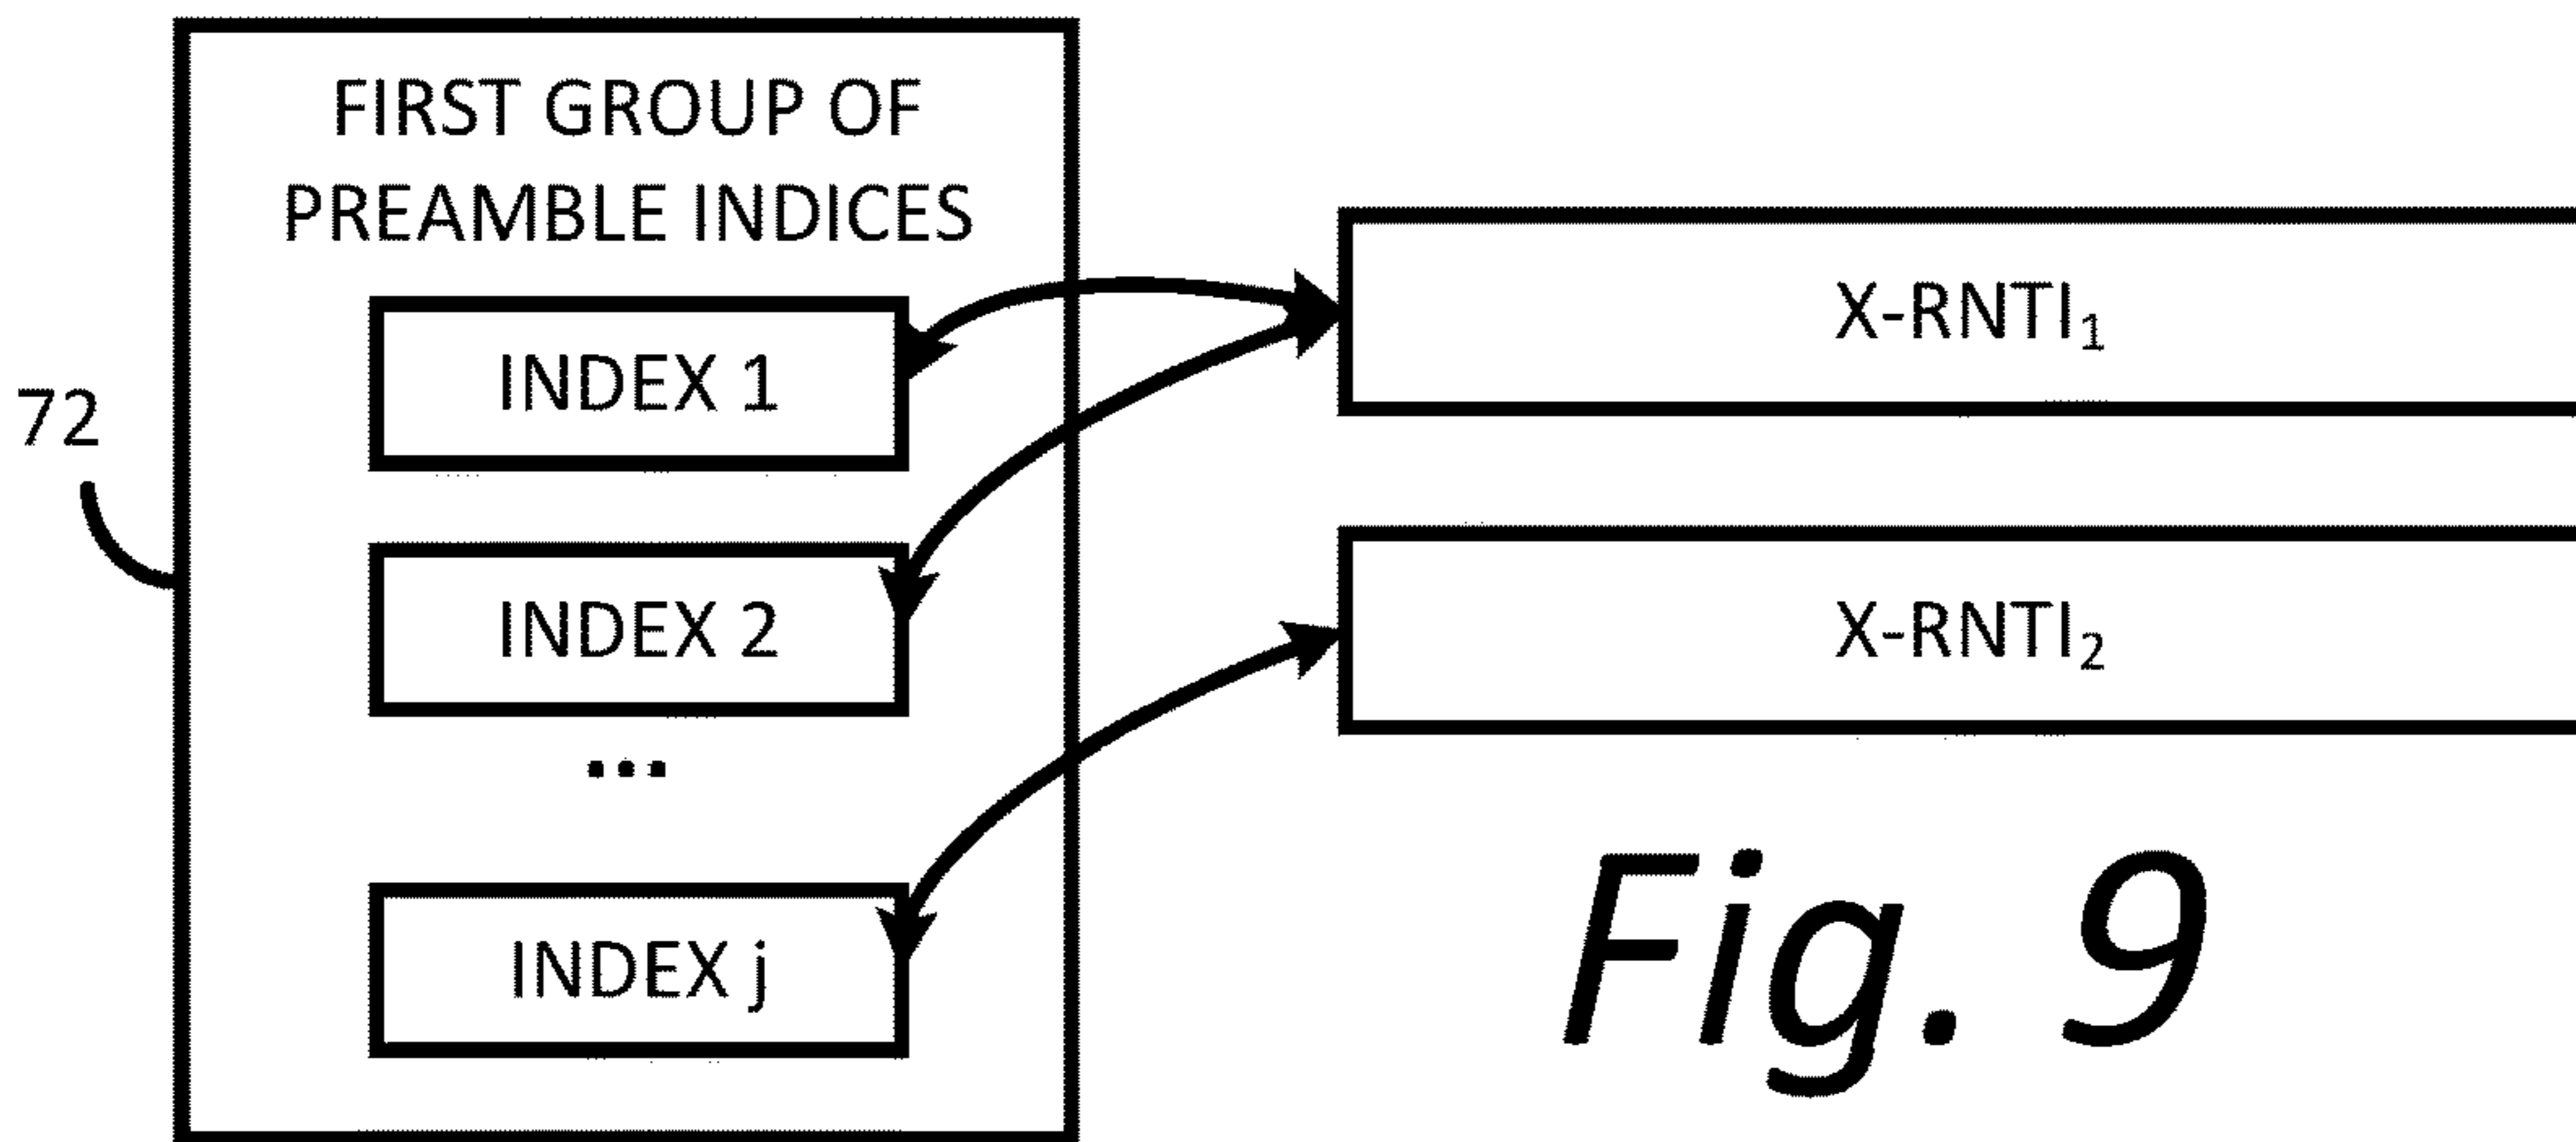 FIRST GROUP OF
PREAMBLE INDICES
INDEX 1
72
INDEX 2
...
INDEX j
X-RNTI₁
X-RNTI₂
Fig. 9